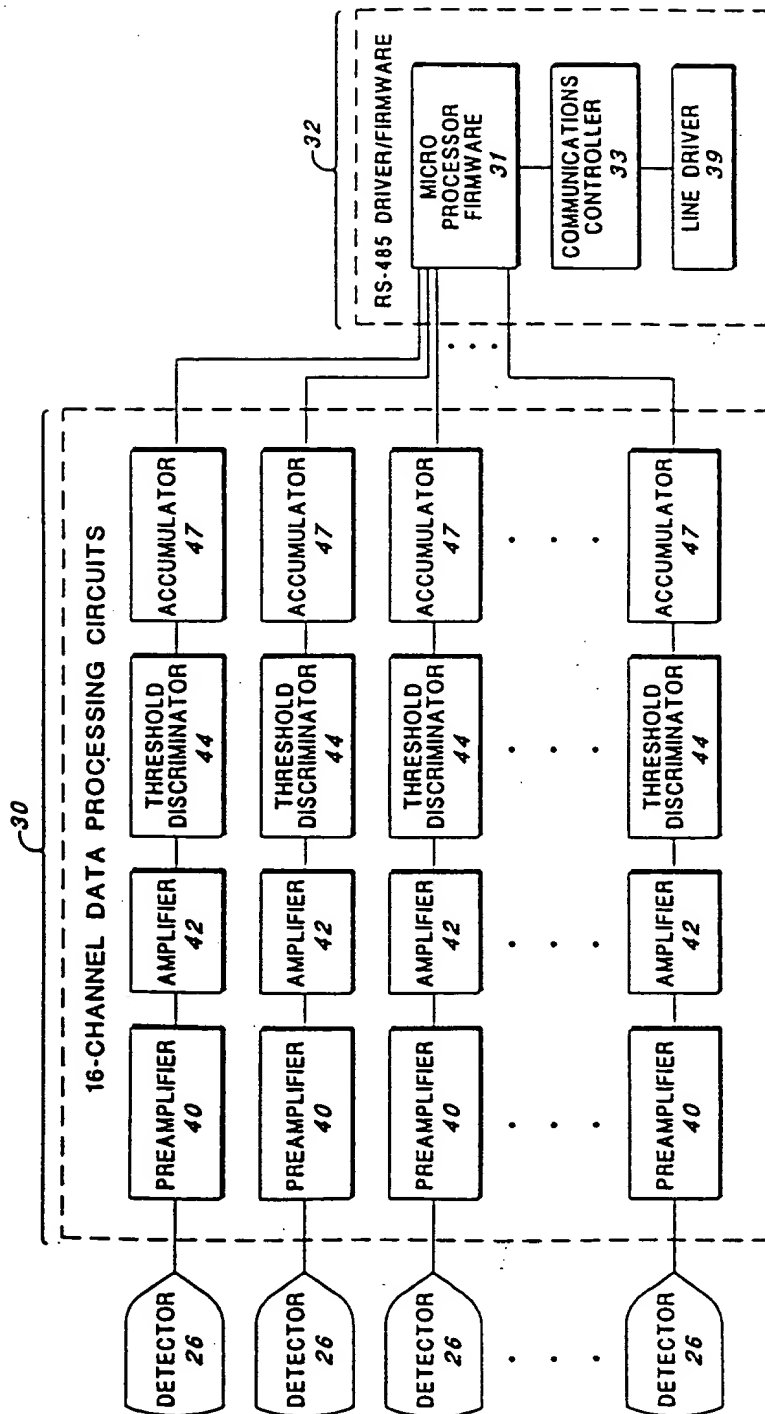 30
16-CHANNEL DATA PROCESSING CIRCUITS
DETECTOR
26
PREAMPLIFIER
40
AMPLIFIER
42
THRESHOLD
DISCRIMINATOR
44
ACCUMULATOR
47
DETECTOR
26
PREAMPLIFIER
40
AMPLIFIER
42
THRESHOLD
DISCRIMINATOR
44
ACCUMULATOR
47
DETECTOR
26
PREAMPLIFIER
40
AMPLIFIER
42
THRESHOLD
DISCRIMINATOR
44
ACCUMULATOR
47
. . .
. . .
. . .
. . .
. . .
DETECTOR
26
PREAMPLIFIER
40
AMPLIFIER
42
THRESHOLD
DISCRIMINATOR
44
ACCUMULATOR
47
. . .
32
RS-485 DRIVER/FIRMWARE
MICRO
PROCESSOR
FIRMWARE
31
COMMUNICATIONS
CONTROLLER
33
LINE DRIVER
39